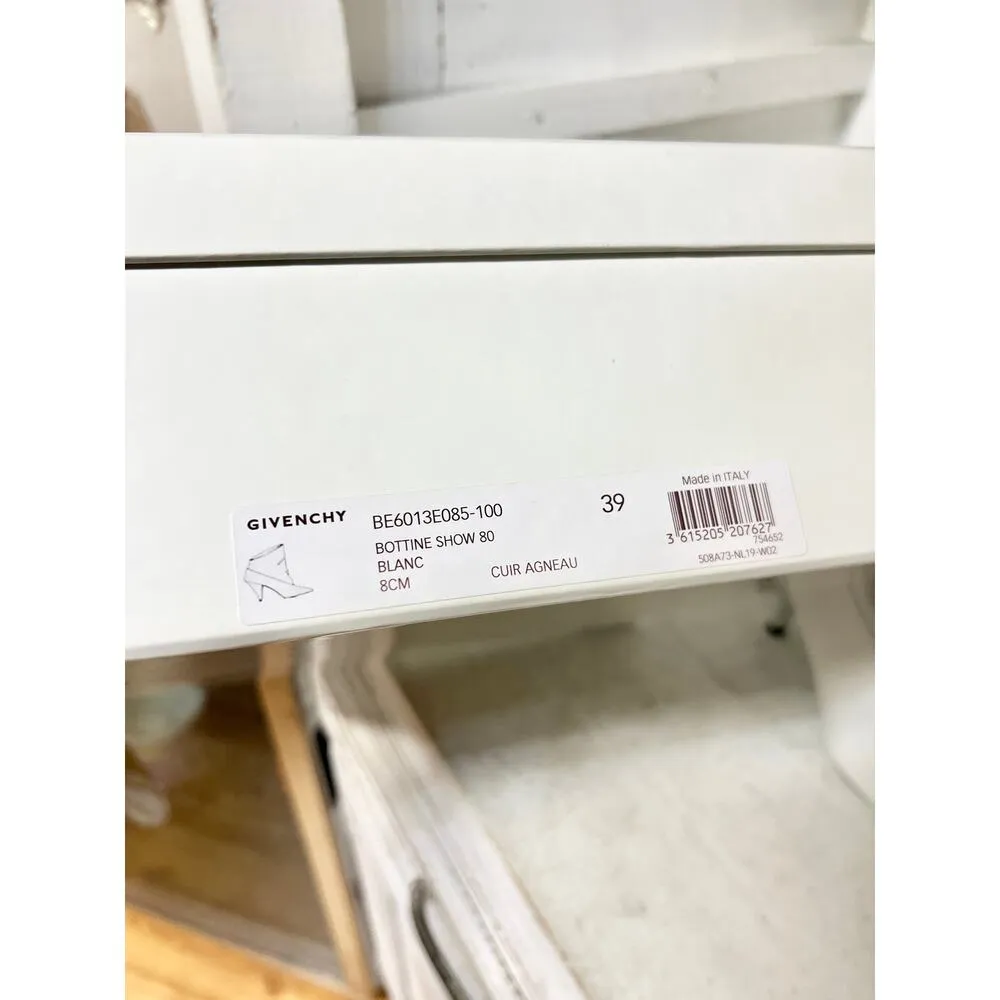 GIVENCHY
BE6013E085-100
BOTTINE SHOW 80
BLANC
8CM
CUIR AGNEAU
39
Made in ITALY
3 615205 207627
754652
508A73-NL19-W02